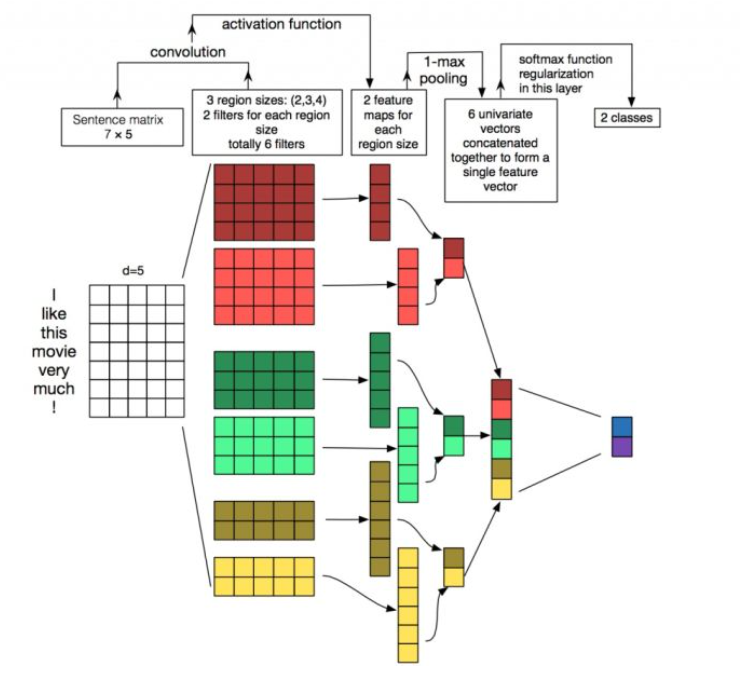 activation function
convolution
1-max
pooling
softmax function
regularization
in this layer
Sentence matrix
7 × 5
3 region sizes: (2,3,4)
2 filters for each region
size
totally 6 filters
2 feature
maps for
each
region size
6 univariate
vectors
concatenated
together to form a
single feature
vector
2 classes
d=5
I
like
this
movie
very
much
!